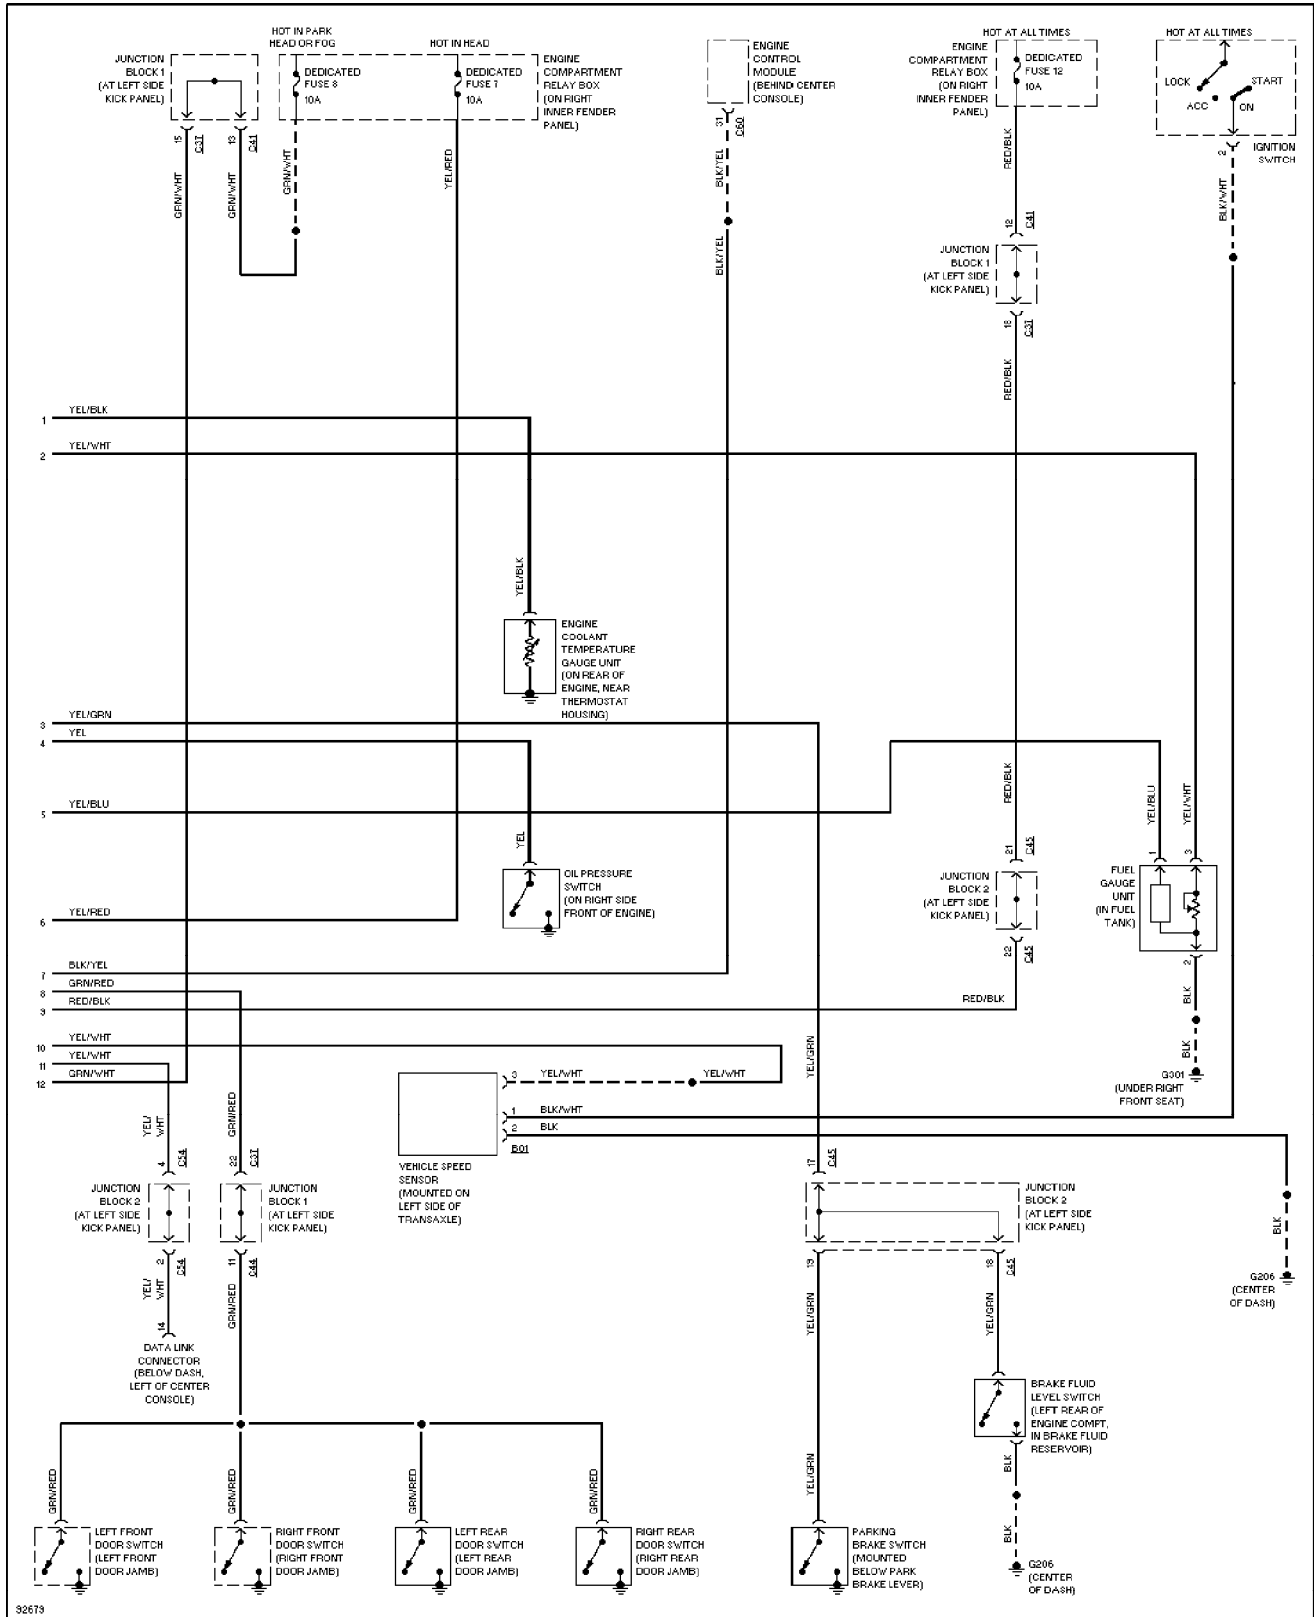 HOT IN PARK
HEAD OR FOG
HOT IN HEAD
HOT AT ALL TIMES
HOT AT ALL TIMES
JUNCTION
BLOCK 1
(AT LEFT SIDE
KICK PANEL)
DEDICATED
FUSE 8
10A
DEDICATED
FUSE 7
10A
ENGINE
COMPARTMENT
RELAY BOX
(ON RIGHT
INNER FENDER
PANEL)
ENGINE
CONTROL
MODULE
(BEHIND CENTER
CONSOLE)
ENGINE
COMPARTMENT
RELAY BOX
(ON RIGHT
INNER FENDER
PANEL)
DEDICATED
FUSE 12
10A
LOCK
START
ACC
ON
IGNITION
SWITCH
15
C37
13
C41
31
C60
2
GRN/WHT
GRN/WHT
GRN/WHT
YEL/RED
BLK/YEL
BLK/YEL
RED/BLK
BLK/WHT
12
C41
JUNCTION
BLOCK 1
(AT LEFT SIDE
KICK PANEL)
18
C37
RED/BLK
1
YEL/BLK
2
YEL/WHT
YEL/BLK
ENGINE
COOLANT
TEMPERATURE
GAUGE UNIT
(ON REAR OF
ENGINE, NEAR
THERMOSTAT
HOUSING)
3
YEL/GRN
4
YEL
5
YEL/BLU
YEL
RED/BLK
YEL/BLU
YEL/WHT
21
C45
1
3
OIL PRESSURE
SWITCH
(ON RIGHT SIDE
FRONT OF ENGINE)
JUNCTION
BLOCK 2
(AT LEFT SIDE
KICK PANEL)
FUEL
GAUGE
UNIT
(IN FUEL
TANK)
6
YEL/RED
22
C45
2
7
BLK/YEL
8
GRN/RED
9
RED/BLK
RED/BLK
BLK
BLK
10
YEL/WHT
11
YEL/WHT
12
GRN/WHT
YEL/GRN
3
YEL/WHT
YEL/WHT
G301
(UNDER RIGHT
FRONT SEAT)
1
BLK/WHT
2
BLK
B01
VEHICLE SPEED
SENSOR
(MOUNTED ON
LEFT SIDE OF
TRANSAXLE)
YEL/
WHT
GRN/RED
4
C54
22
C37
17
C45
JUNCTION
BLOCK 2
(AT LEFT SIDE
KICK PANEL)
JUNCTION
BLOCK 1
(AT LEFT SIDE
KICK PANEL)
JUNCTION
BLOCK 2
(AT LEFT SIDE
KICK PANEL)
BLK
2
C54
11
C44
19
18
C45
G206
(CENTER
OF DASH)
YEL/
WHT
GRN/RED
YEL/GRN
YEL/GRN
14
DATA LINK
CONNECTOR
(BELOW DASH,
LEFT OF CENTER
CONSOLE)
BRAKE FLUID
LEVEL SWITCH
(LEFT REAR OF
ENGINE COMPT,
IN BRAKE FLUID
RESERVOIR)
GRN/RED
GRN/RED
GRN/RED
GRN/RED
YEL/GRN
BLK
BLK
LEFT FRONT
DOOR SWITCH
(LEFT FRONT
DOOR JAMB)
RIGHT FRONT
DOOR SWITCH
(RIGHT FRONT
DOOR JAMB)
LEFT REAR
DOOR SWITCH
(LEFT REAR
DOOR JAMB)
RIGHT REAR
DOOR SWITCH
(RIGHT REAR
DOOR JAMB)
PARKING
BRAKE SWITCH
(MOUNTED
BELOW PARK
BRAKE LEVER)
G206
(CENTER
OF DASH)
92679